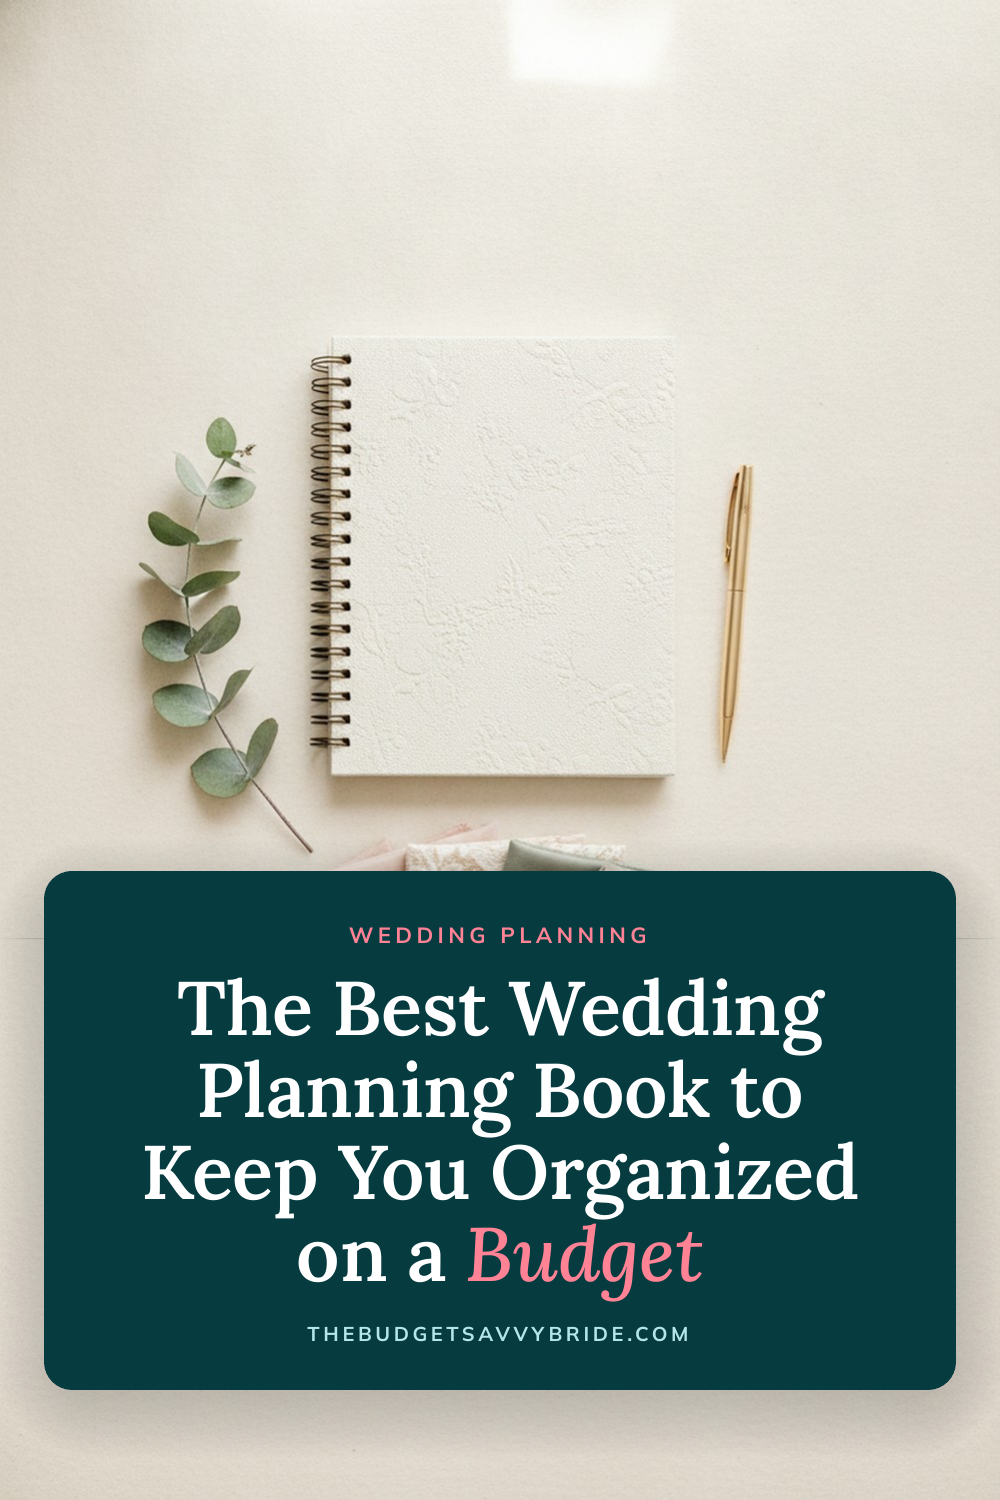 WEDDING PLANNING
The Best Wedding
Planning Book to
Keep You Organized
on a Budget
THEBUDGETSAVVYBRIDE.COM